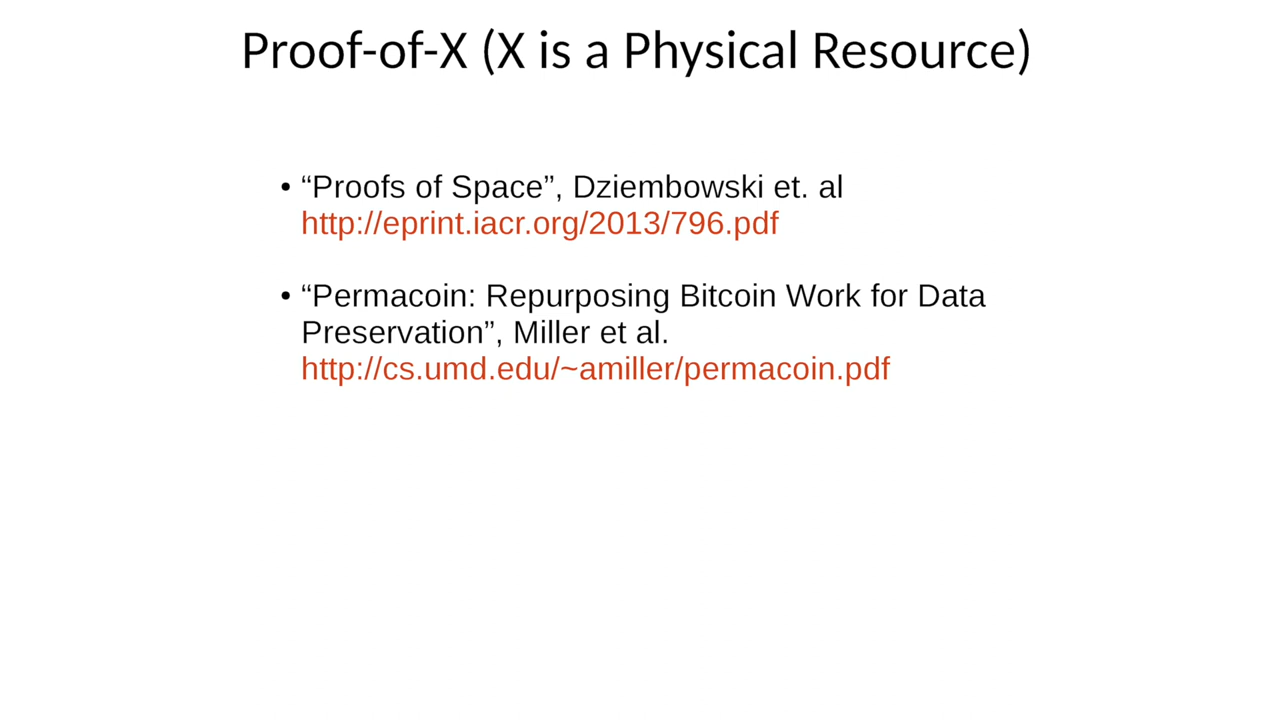 Proof-of-X (X is a Physical Resource)
• “Proofs of Space”, Dziembowski et. al
http://eprint.iacr.org/2013/796.pdf
• “Permacoin: Repurposing Bitcoin Work for Data
Preservation”, Miller et al.
http://cs.umd.edu/~amiller/permacoin.pdf